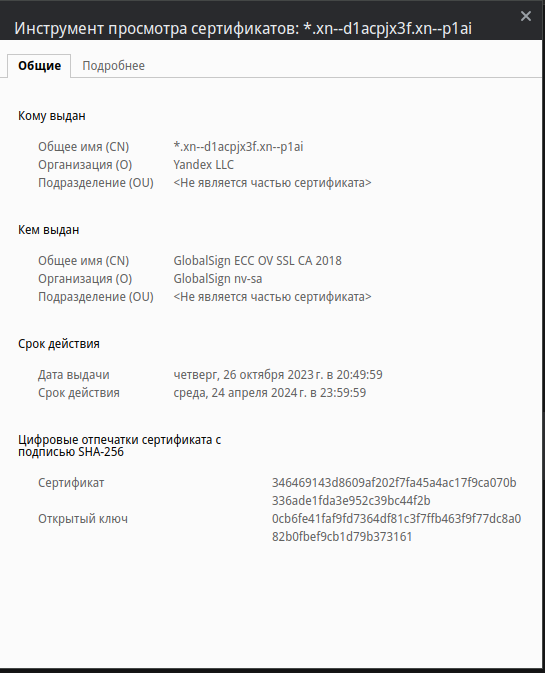 Инструмент просмотра сертификатов: *.xn--d1acpjx3f.xn--p1ai
Общие Подробнее
Кому выдан
Общее имя (CN) *.xn--d1acpjx3f.xn--p1ai
Организация (O) Yandex LLC
Подразделение (OU) <Не является частью сертификата>
Кем выдан
Общее имя (CN) GlobalSign ECC OV SSL CA 2018
Организация (O) GlobalSign nv-sa
Подразделение (OU) <Не является частью сертификата>
Срок действия
Дата выдачи четверг, 26 октября 2023 г. в 20:49:59
Срок действия среда, 24 апреля 2024 г. в 23:59:59
Цифровые отпечатки сертификата с
подписью SHA-256
Сертификат 346469143d8609af202f7fa45a4ac17f9ca070b
336ade1fda3e952c39bc44f2b
Открытый ключ 0cb6fe41faf9fd7364df81c3f7ffb463f9f77dc8a0
82b0fbef9cb1d79b373161